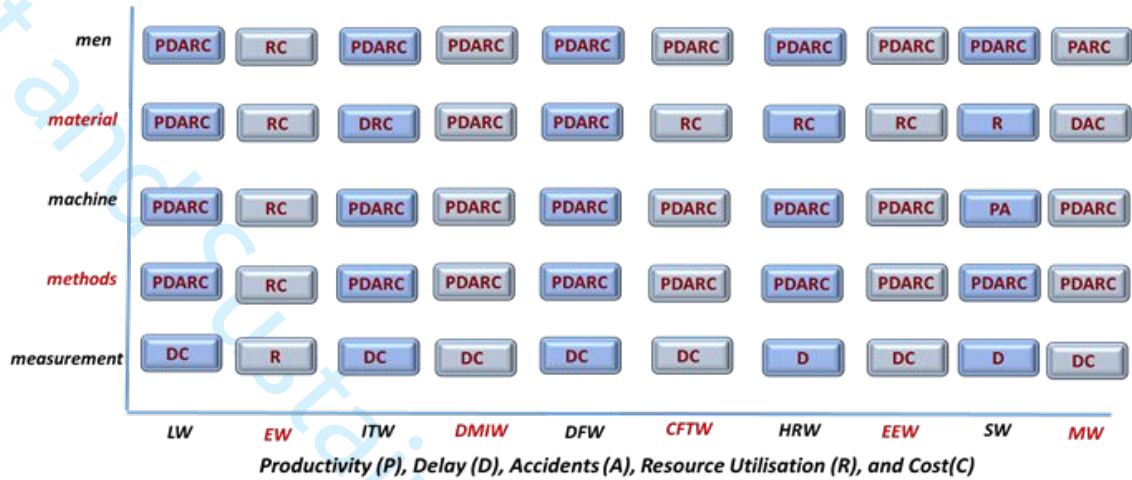 men PDARC RC PDARC PDARC PDARC PDARC PDARC PDARC PDARC PARC
material PDARC RC DRC PDARC PDARC RC RC RC R DAC
machine PDARC RC PDARC PDARC PDARC PDARC PDARC PDARC PA PDARC
methods PDARC RC PDARC PDARC PDARC PDARC PDARC PDARC PDARC PDARC
measurement DC R DC DC DC DC D DC D DC
LW EW ITW DMIW DFW CFTW HRW EEW SW MW
Productivity (P), Delay (D), Accidents (A), Resource Utilisation (R), and Cost(C)
and sustai